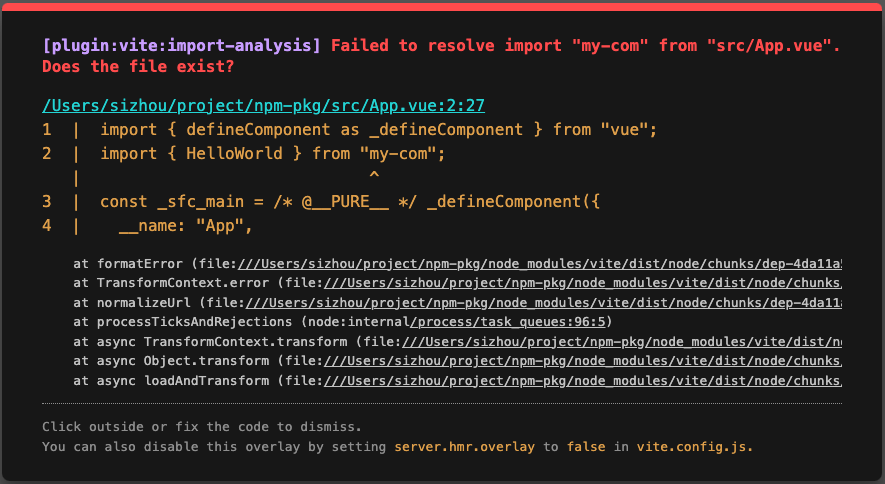 [plugin:vite:import-analysis] Failed to resolve import "my-com" from "src/App.vue".
Does the file exist?
/Users/sizhou/project/npm-pkg/src/App.vue:2:27
1  |  import { defineComponent as _defineComponent } from "vue";
2  |  import { HelloWorld } from "my-com";
   |                              ^
3  |  const _sfc_main = /* @__PURE__ */ _defineComponent({
4  |    __name: "App",
at formatError (file:///Users/sizhou/project/npm-pkg/node_modules/vite/dist/node/chunks/dep-4da11a
at TransformContext.error (file:///Users/sizhou/project/npm-pkg/node_modules/vite/dist/node/chunks
at normalizeUrl (file:///Users/sizhou/project/npm-pkg/node_modules/vite/dist/node/chunks/dep-4da11
at processTicksAndRejections (node:internal/process/task_queues:96:5)
at async TransformContext.transform (file:///Users/sizhou/project/npm-pkg/node_modules/vite/dist/n
at async Object.transform (file:///Users/sizhou/project/npm-pkg/node_modules/vite/dist/node/chunks
at async loadAndTransform (file:///Users/sizhou/project/npm-pkg/node_modules/vite/dist/node/chunks
Click outside or fix the code to dismiss.
You can also disable this overlay by setting server.hmr.overlay to false in vite.config.js.